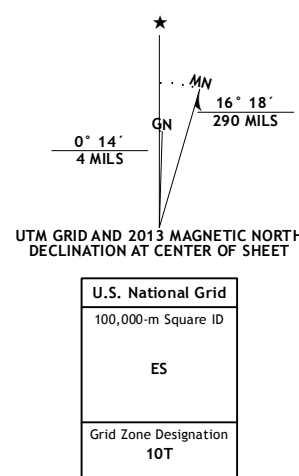 ★
MN
GN
16° 18´
290 MILS
0° 14´
4 MILS
UTM GRID AND 2013 MAGNETIC NORTH
DECLINATION AT CENTER OF SHEET
U.S. National Grid
100,000-m Square ID
ES
Grid Zone Designation
10T